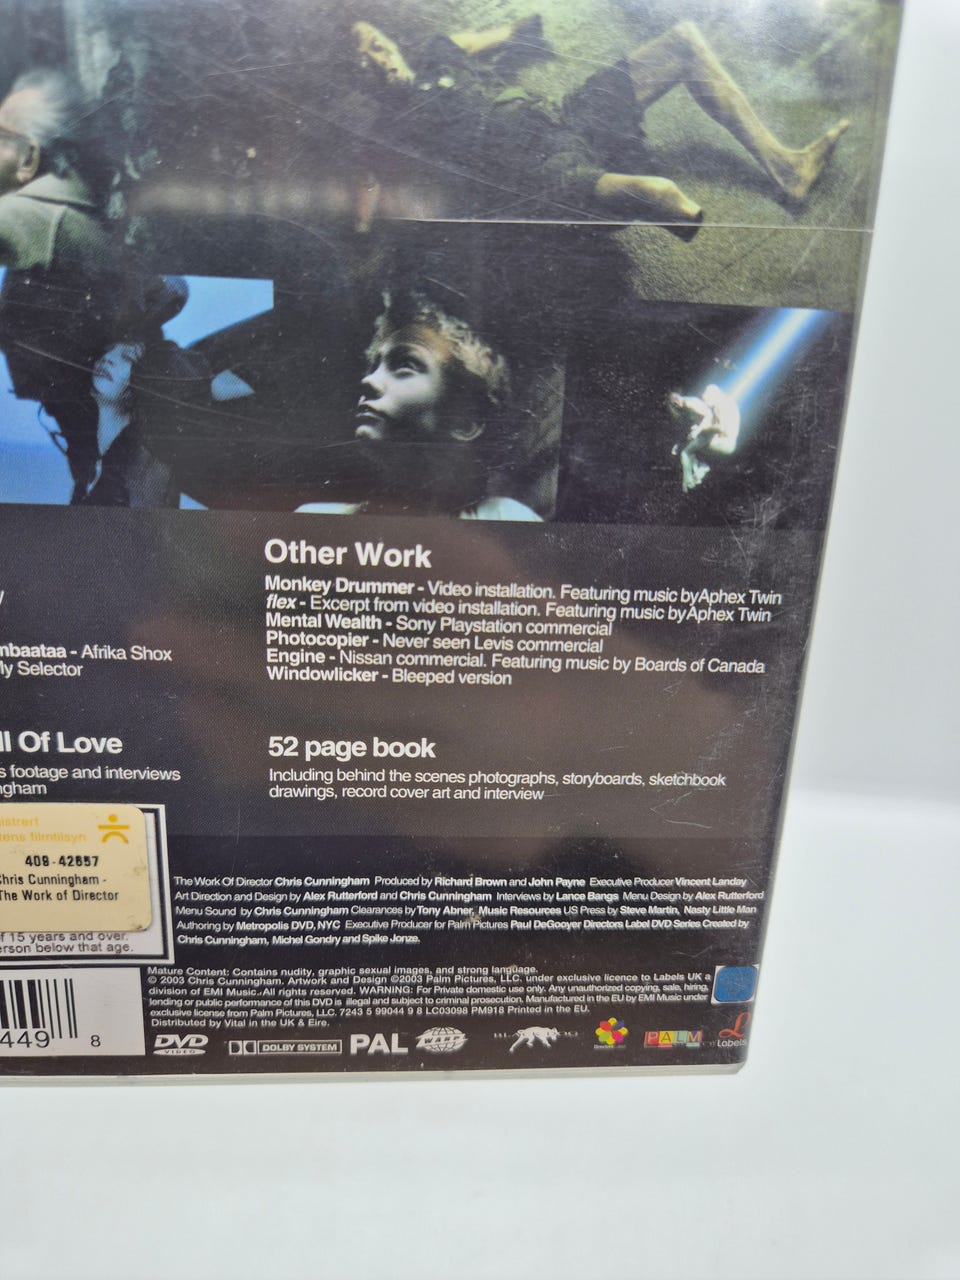 Other Work
Monkey Drummer - Video installation. Featuring music by Aphex Twin
flex - Excerpt from video installation. Featuring music by Aphex Twin
Mental Wealth - Sony Playstation commercial
Photocopier - Never seen Levis commercial
Engine - Nissan commercial. Featuring music by Boards of Canada
Windowlicker - Bleeped version
mbaataa - Afrika Shox
My Selector
ll Of Love
s footage and interviews
ngham
52 page book
Including behind the scenes photographs, storyboards, sketchbook
drawings, record cover art and interview
gistrert
tens filmtilsyn
409-42657
Chris Cunningham -
The Work of Director
of 15 years and over.
erson below that age.
The Work Of Director Chris Cunningham Produced by Richard Brown and John Payne Executive Producer Vincent Landay
Art Direction and Design by Alex Rutterford and Chris Cunningham Interviews by Lance Bangs Menu Design by Alex Rutterford
Menu Sound by Chris Cunningham Clearances by Tony Abner, Music Resources US Press by Steve Martin, Nasty Little Man
Authoring by Metropolis DVD, NYC Executive Producer for Palm Pictures Paul DeGooyer Directors Label DVD Series Created by
Chris Cunningham, Michel Gondry and Spike Jonze.
Mature Content: Contains nudity, graphic sexual images, and strong language.
© 2003 Chris Cunningham. Artwork and Design ©2003 Palm Pictures, LLC. under exclusive licence to Labels UK a
division of EMI Music. All rights reserved. WARNING: For Private domestic use only. Any unauthorized copying, sale, hiring,
lending or public performance of this DVD is illegal and subject to criminal prosecution. Manufactured in the EU by EMI Music under
exclusive license from Palm Pictures, LLC. 7243 5 99044 9 8 LC03098 PM918 Printed in the EU.
Distributed by Vital in the UK & Eire.
449 8
DVD VIDEO
DOLBY SYSTEM
PAL
PALM
Labels